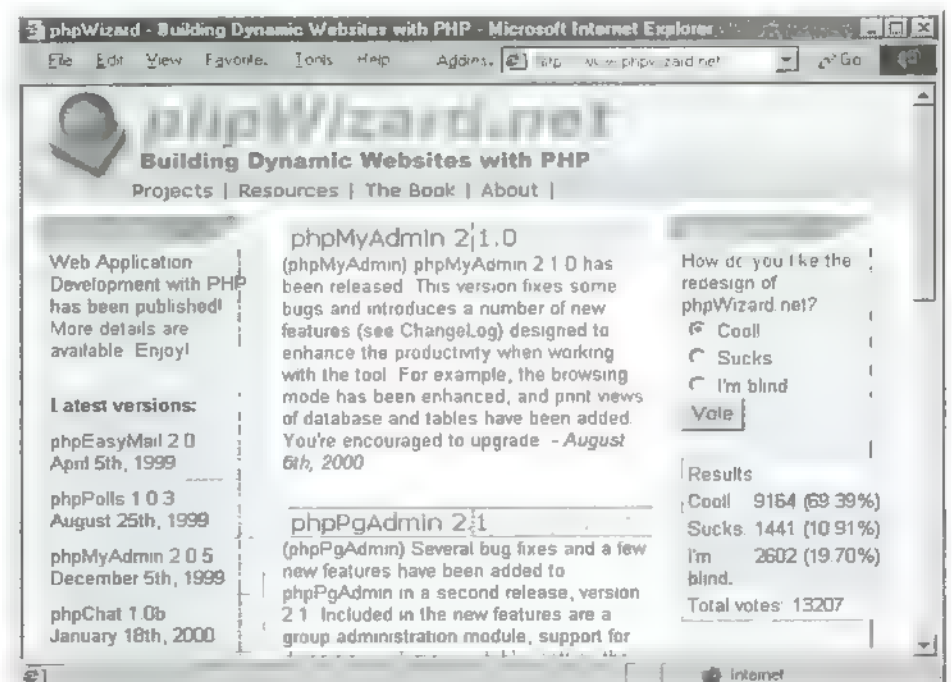 phpWizard - Building Dynamic Websites with PHP - Microsoft Internet Explorer
File Edit View Favorite. Tools Help Address Go
phpWizard.net
Building Dynamic Websites with PHP
Projects | Resources | The Book | About |
Web Application
Development with PHP
has been published!
More details are
available. Enjoy!
Latest versions:
phpEasyMail 2 0
April 5th, 1999
phpPolls 1 0 3
August 25th, 1999
phpMyAdmin 2 0 5
December 5th, 1999
phpChat 1.0b
January 18th, 2000
phpMyAdmin 2.1.0
(phpMyAdmin) phpMyAdmin 2 1 0 has
been released. This version fixes some
bugs and introduces a number of new
features (see ChangeLog) designed to
enhance the productivity when working
with the tool. For example, the browsing
mode has been enhanced, and print views
of database and tables have been added.
You're encouraged to upgrade - August
6th, 2000
phpPgAdmin 2.1
(phpPgAdmin) Several bug fixes and a few
new features have been added to
phpPgAdmin in a second release, version
2 1. Included in the new features are a
group administration module, support for
How do you like the
redesign of
phpWizard.net?
Cool!
Sucks
I'm blind
Vote
Results
Cool! 9164 (69 39%)
Sucks. 1441 (10 91%)
I'm 2602 (19.70%)
blind.
Total votes: 13207
Internet